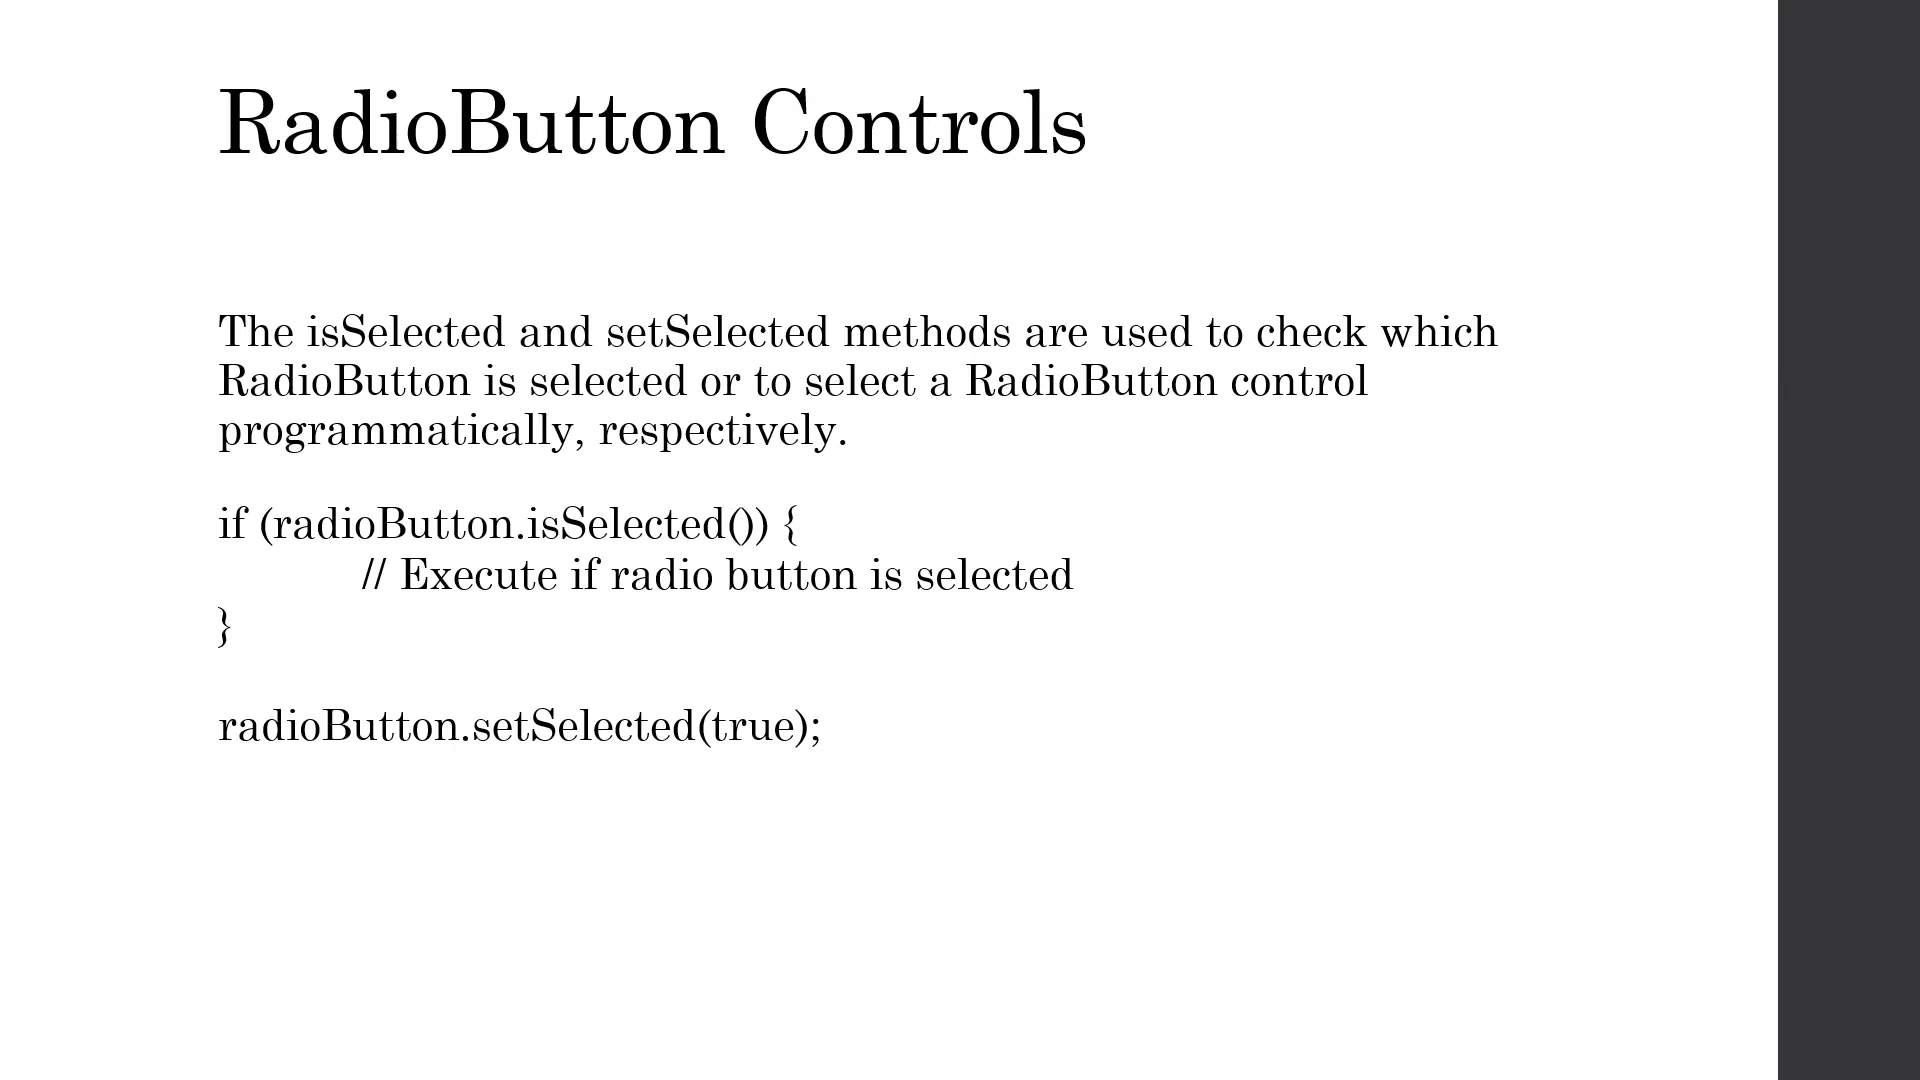 RadioButton Controls
The isSelected and setSelected methods are used to check which
RadioButton is selected or to select a RadioButton control
programmatically, respectively.
if (radioButton.isSelected()) {
// Execute if radio button is selected
}
radioButton.setSelected(true);